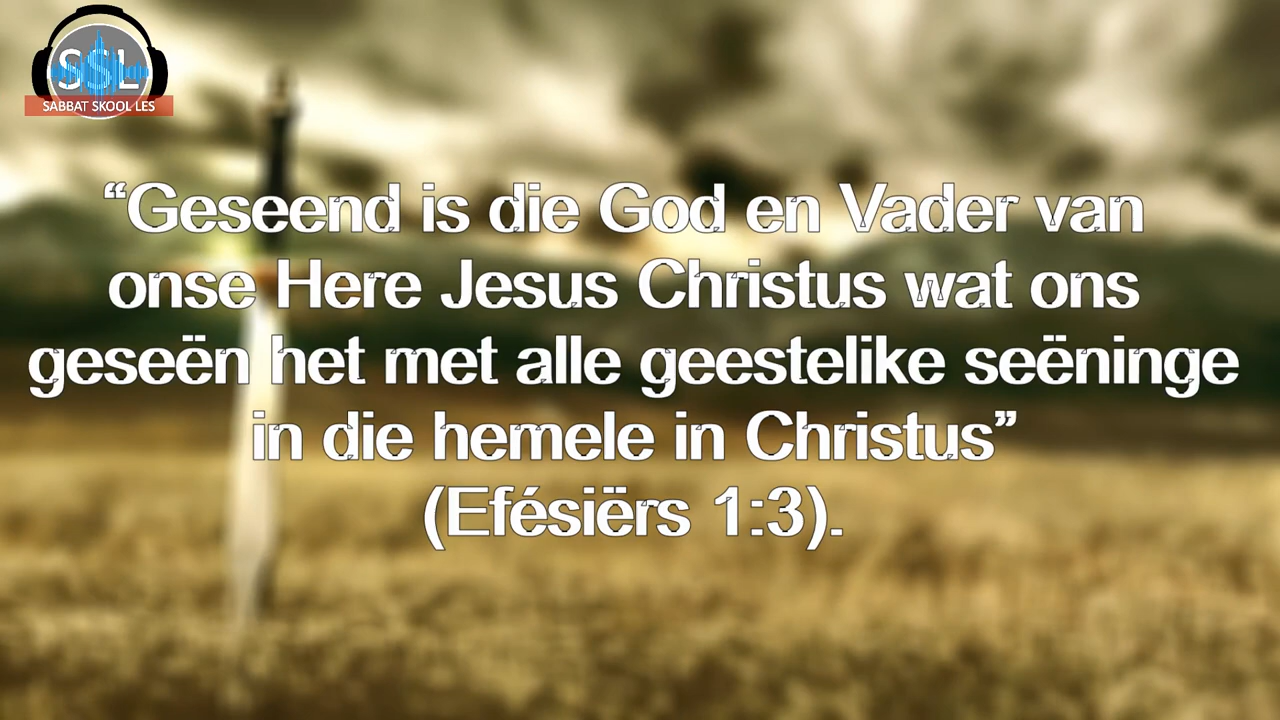 SSL
SABBAT SKOOL LES
“Geseend is die God en Vader van
onse Here Jesus Christus wat ons
geseën het met alle geestelike seëninge
in die hemele in Christus”
(Efésiërs 1:3).